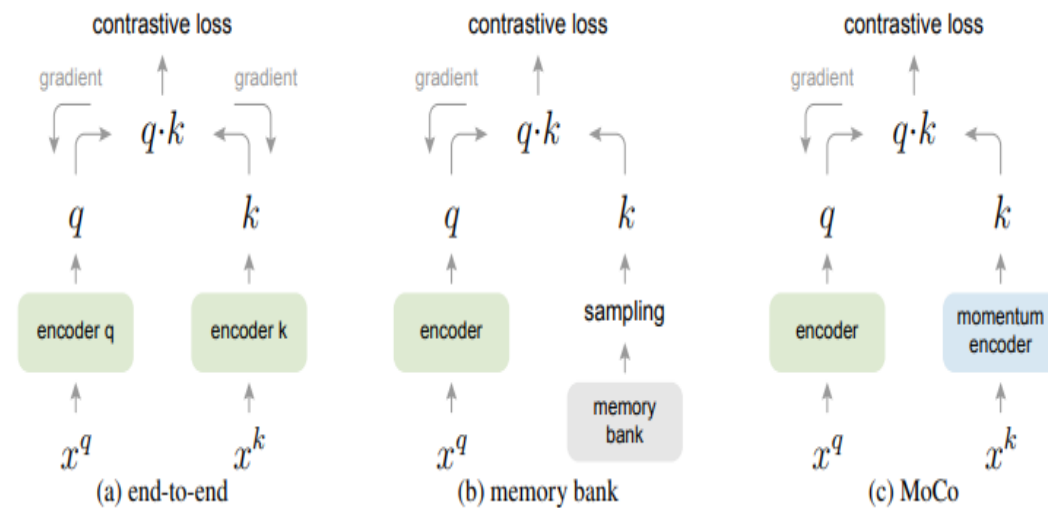 contrastive loss
gradient
gradient
q·k
q
k
encoder q
encoder k
x^q
x^k
(a) end-to-end
contrastive loss
gradient
q·k
q
k
sampling
encoder
memory
bank
x^q
(b) memory bank
contrastive loss
gradient
q·k
q
k
encoder
momentum
encoder
x^q
x^k
(c) MoCo